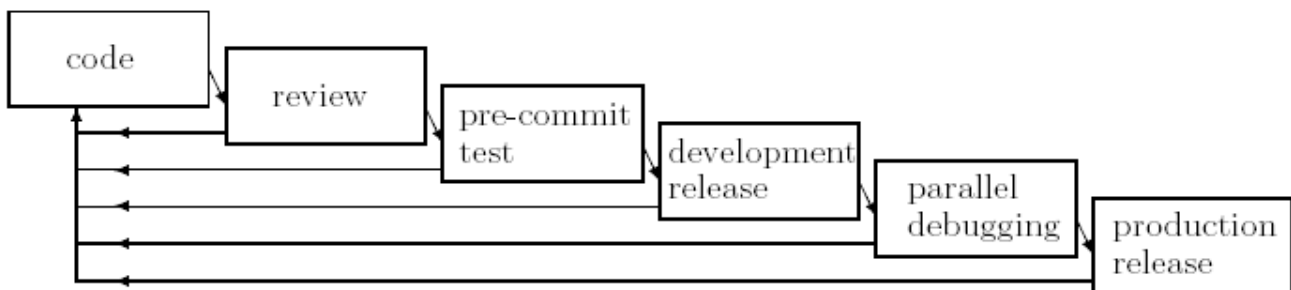 code
review
pre-commit
test
development
release
parallel
debugging
production
release